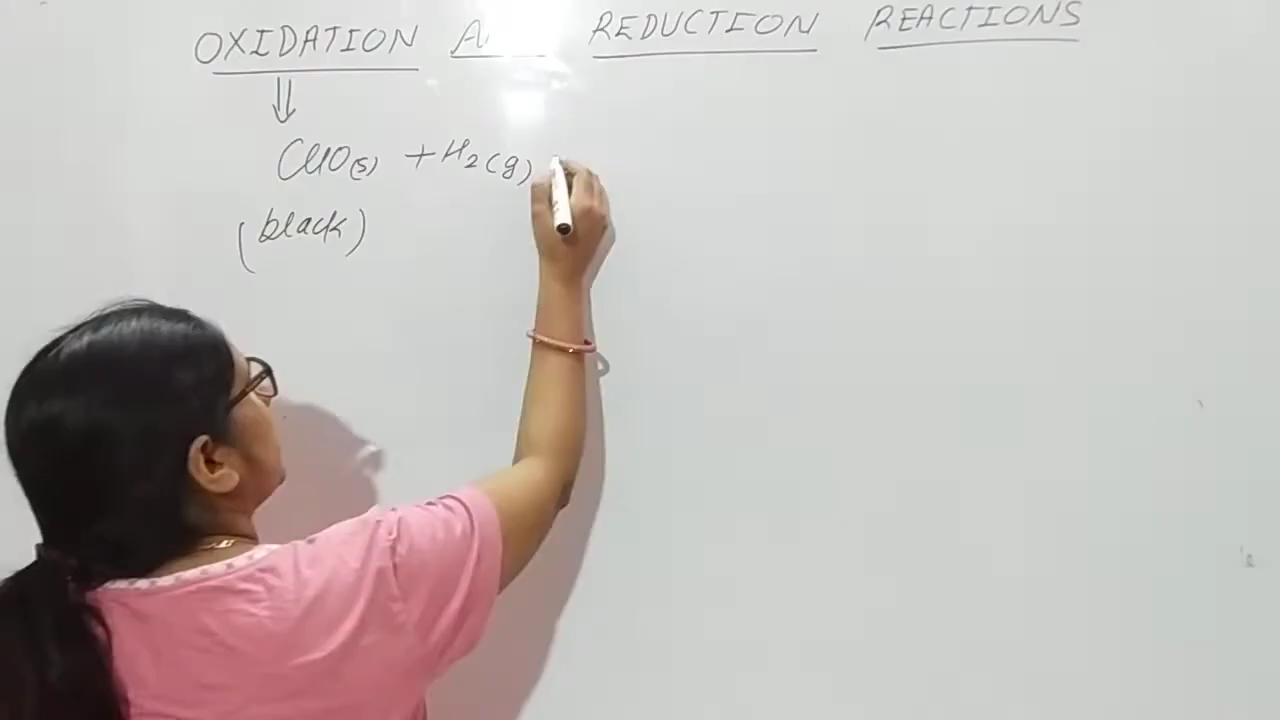 OXIDATION REDUCTION REACTIONS
⇓
CuO(s) + H2(g)
(black)